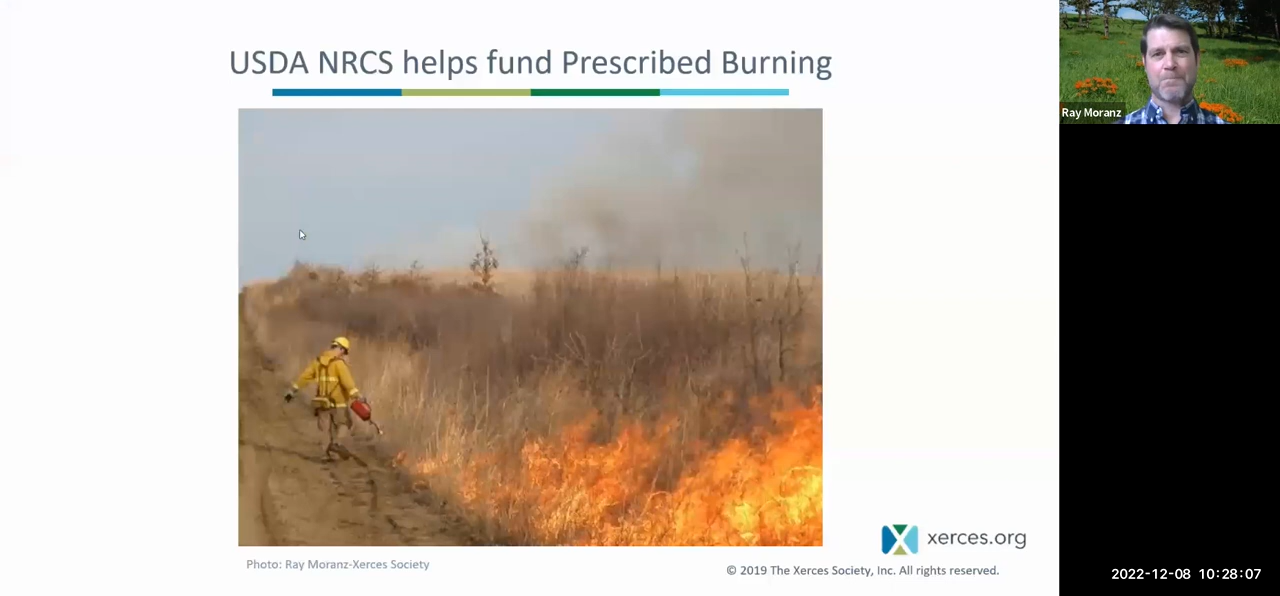 USDA NRCS helps fund Prescribed Burning
Ray Moranz
xerces.org
Photo: Ray Moranz-Xerces Society
© 2019 The Xerces Society, Inc. All rights reserved.
2022-12-08 10:28:07